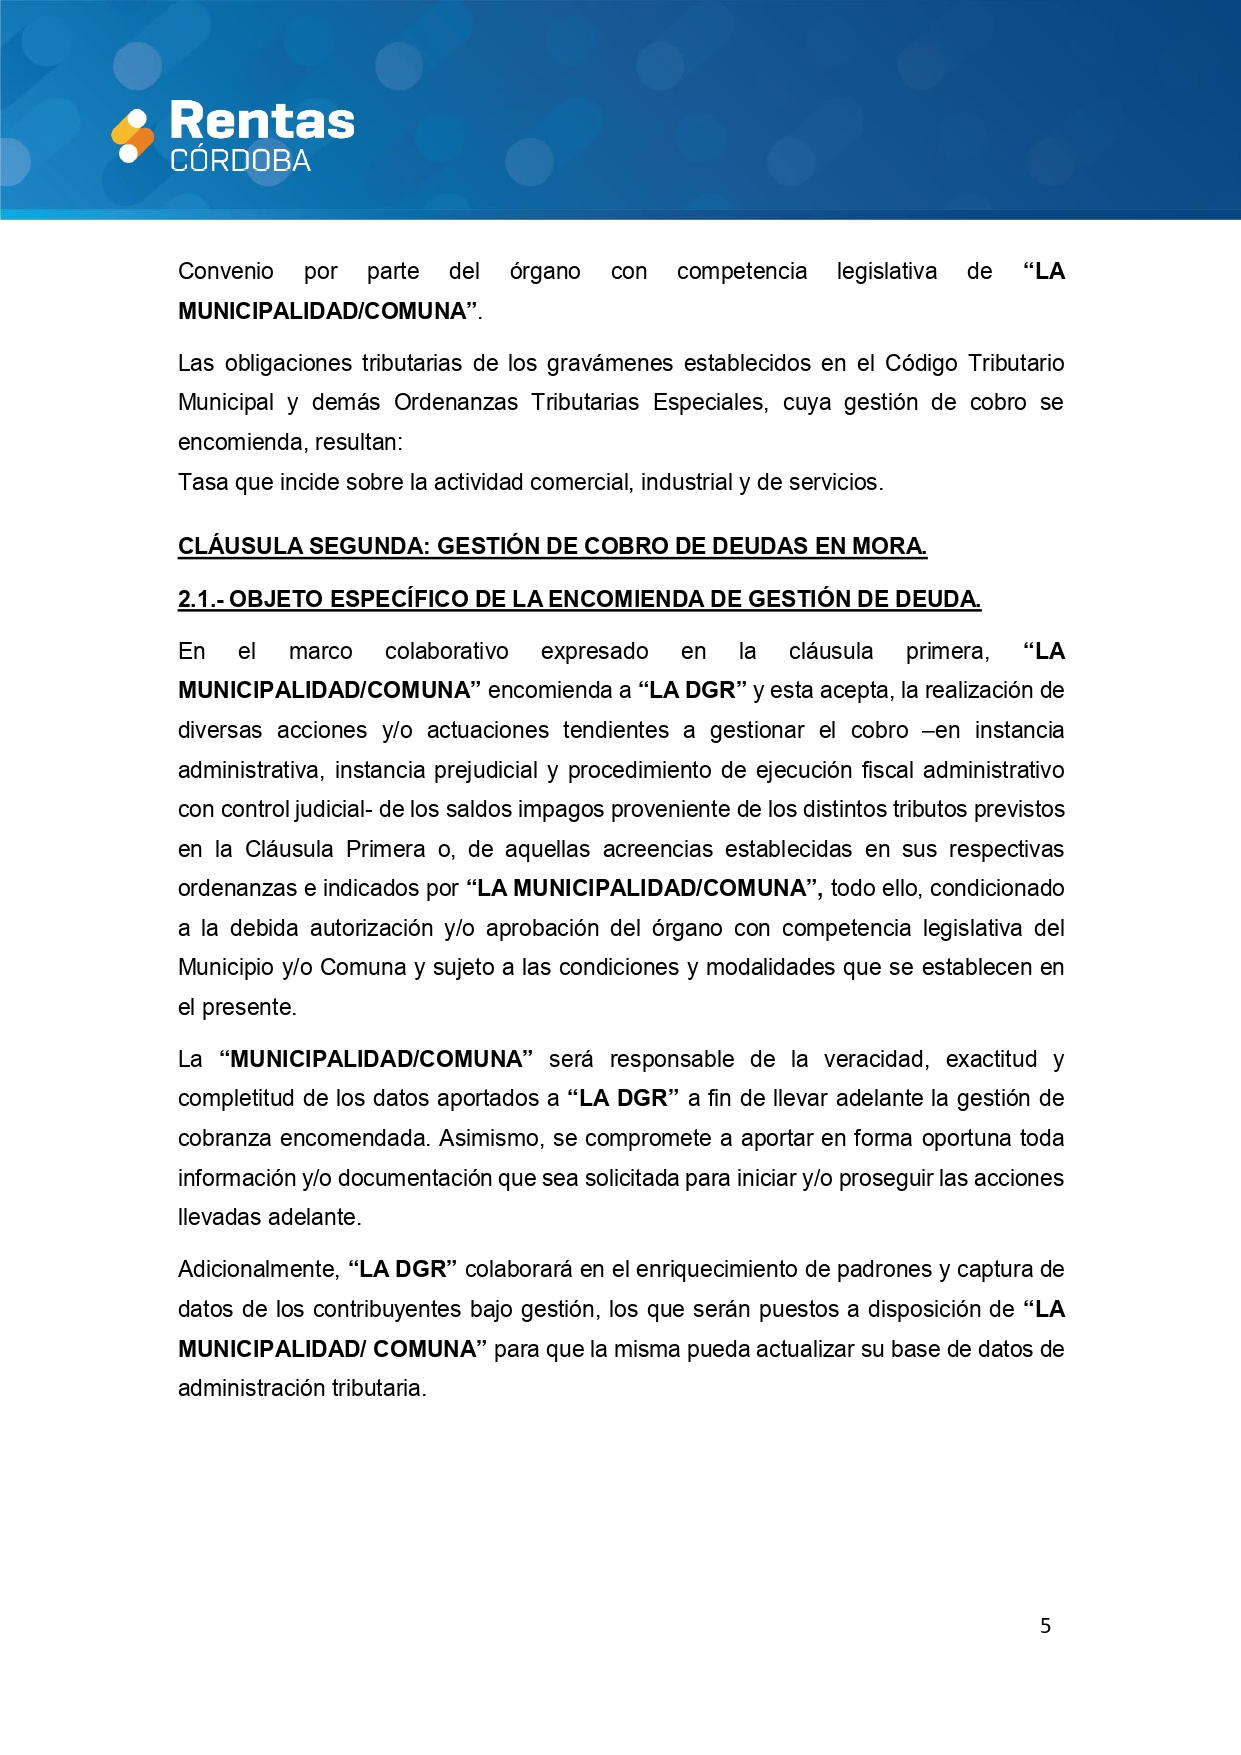 Rentas
CÓRDOBA
Convenio por parte del órgano con competencia legislativa de “LA
MUNICIPALIDAD/COMUNA”.
Las obligaciones tributarias de los gravámenes establecidos en el Código Tributario
Municipal y demás Ordenanzas Tributarias Especiales, cuya gestión de cobro se
encomienda, resultan:
Tasa que incide sobre la actividad comercial, industrial y de servicios.
CLÁUSULA SEGUNDA: GESTIÓN DE COBRO DE DEUDAS EN MORA.
2.1.- OBJETO ESPECÍFICO DE LA ENCOMIENDA DE GESTIÓN DE DEUDA.
En el marco colaborativo expresado en la cláusula primera, “LA
MUNICIPALIDAD/COMUNA” encomienda a “LA DGR” y esta acepta, la realización de
diversas acciones y/o actuaciones tendientes a gestionar el cobro –en instancia
administrativa, instancia prejudicial y procedimiento de ejecución fiscal administrativo
con control judicial- de los saldos impagos proveniente de los distintos tributos previstos
en la Cláusula Primera o, de aquellas acreencias establecidas en sus respectivas
ordenanzas e indicados por “LA MUNICIPALIDAD/COMUNA”, todo ello, condicionado
a la debida autorización y/o aprobación del órgano con competencia legislativa del
Municipio y/o Comuna y sujeto a las condiciones y modalidades que se establecen en
el presente.
La “MUNICIPALIDAD/COMUNA” será responsable de la veracidad, exactitud y
completitud de los datos aportados a “LA DGR” a fin de llevar adelante la gestión de
cobranza encomendada. Asimismo, se compromete a aportar en forma oportuna toda
información y/o documentación que sea solicitada para iniciar y/o proseguir las acciones
llevadas adelante.
Adicionalmente, “LA DGR” colaborará en el enriquecimiento de padrones y captura de
datos de los contribuyentes bajo gestión, los que serán puestos a disposición de “LA
MUNICIPALIDAD/ COMUNA” para que la misma pueda actualizar su base de datos de
administración tributaria.
5